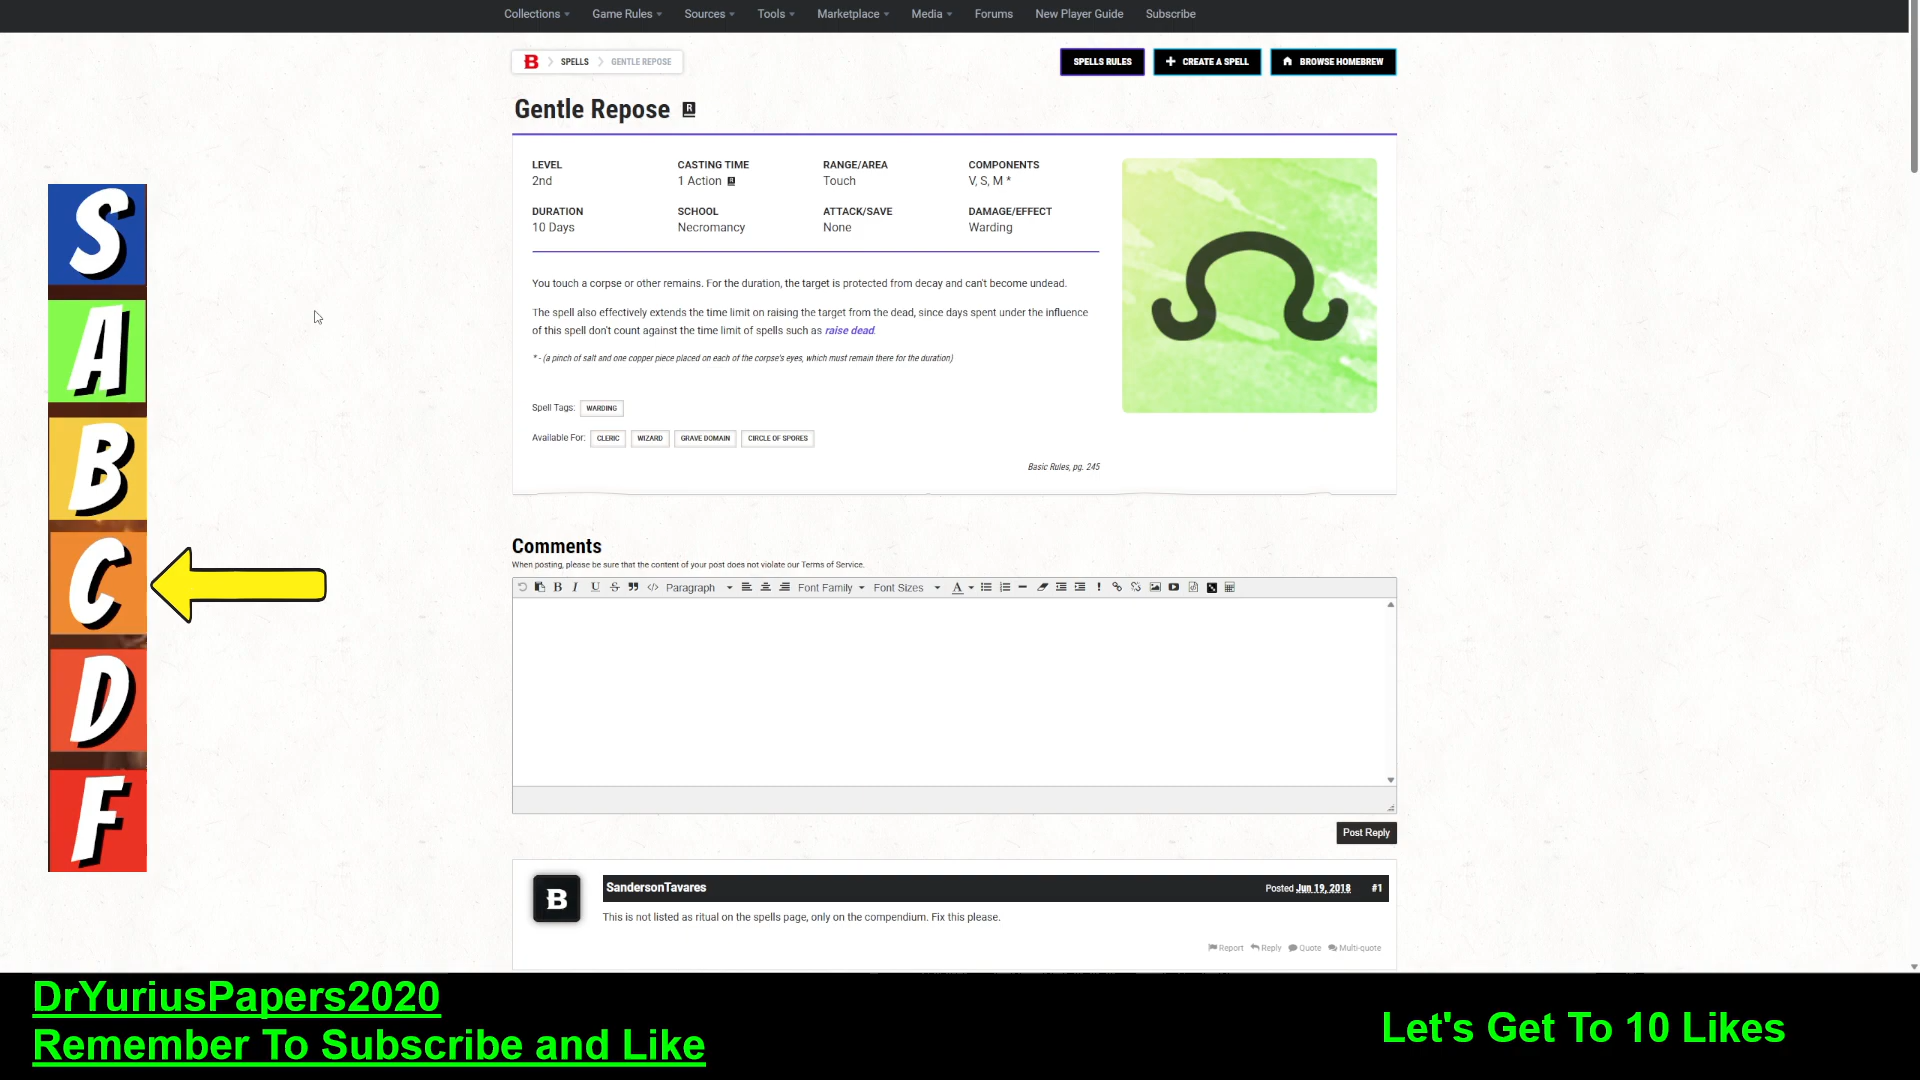 Collections Game Rules Sources Tools Marketplace Media Forums New Player Guide Subscribe
B SPELLS GENTLE REPOSE
SPELLS RULES CREATE A SPELL BROWSE HOMEBREW
Gentle Repose R
LEVEL CASTING TIME RANGE/AREA COMPONENTS
2nd 1 Action Touch V, S, M *
DURATION SCHOOL ATTACK/SAVE DAMAGE/EFFECT
10 Days Necromancy None Warding
You touch a corpse or other remains. For the duration, the target is protected from decay and can't become undead.
The spell also effectively extends the time limit on raising the target from the dead, since days spent under the influence
of this spell don't count against the time limit of spells such as raise dead.
* - (a pinch of salt and one copper piece placed on each of the corpse's eyes, which must remain there for the duration)
Spell Tags: WARDING
Available For: CLERIC WIZARD GRAVE DOMAIN CIRCLE OF SPORES
Basic Rules, pg. 245
S
A
B
C
D
F
Comments
When posting, please be sure that the content of your post does not violate our Terms of Service.
B I U S Paragraph Font Family Font Sizes A
Post Reply
B
SandersonTavares Posted Jun 19, 2018 #1
This is not listed as ritual on the spells page, only on the compendium. Fix this please.
Report Reply Quote Multi-quote
DrYuriusPapers2020
Remember To Subscribe and Like
Let's Get To 10 Likes